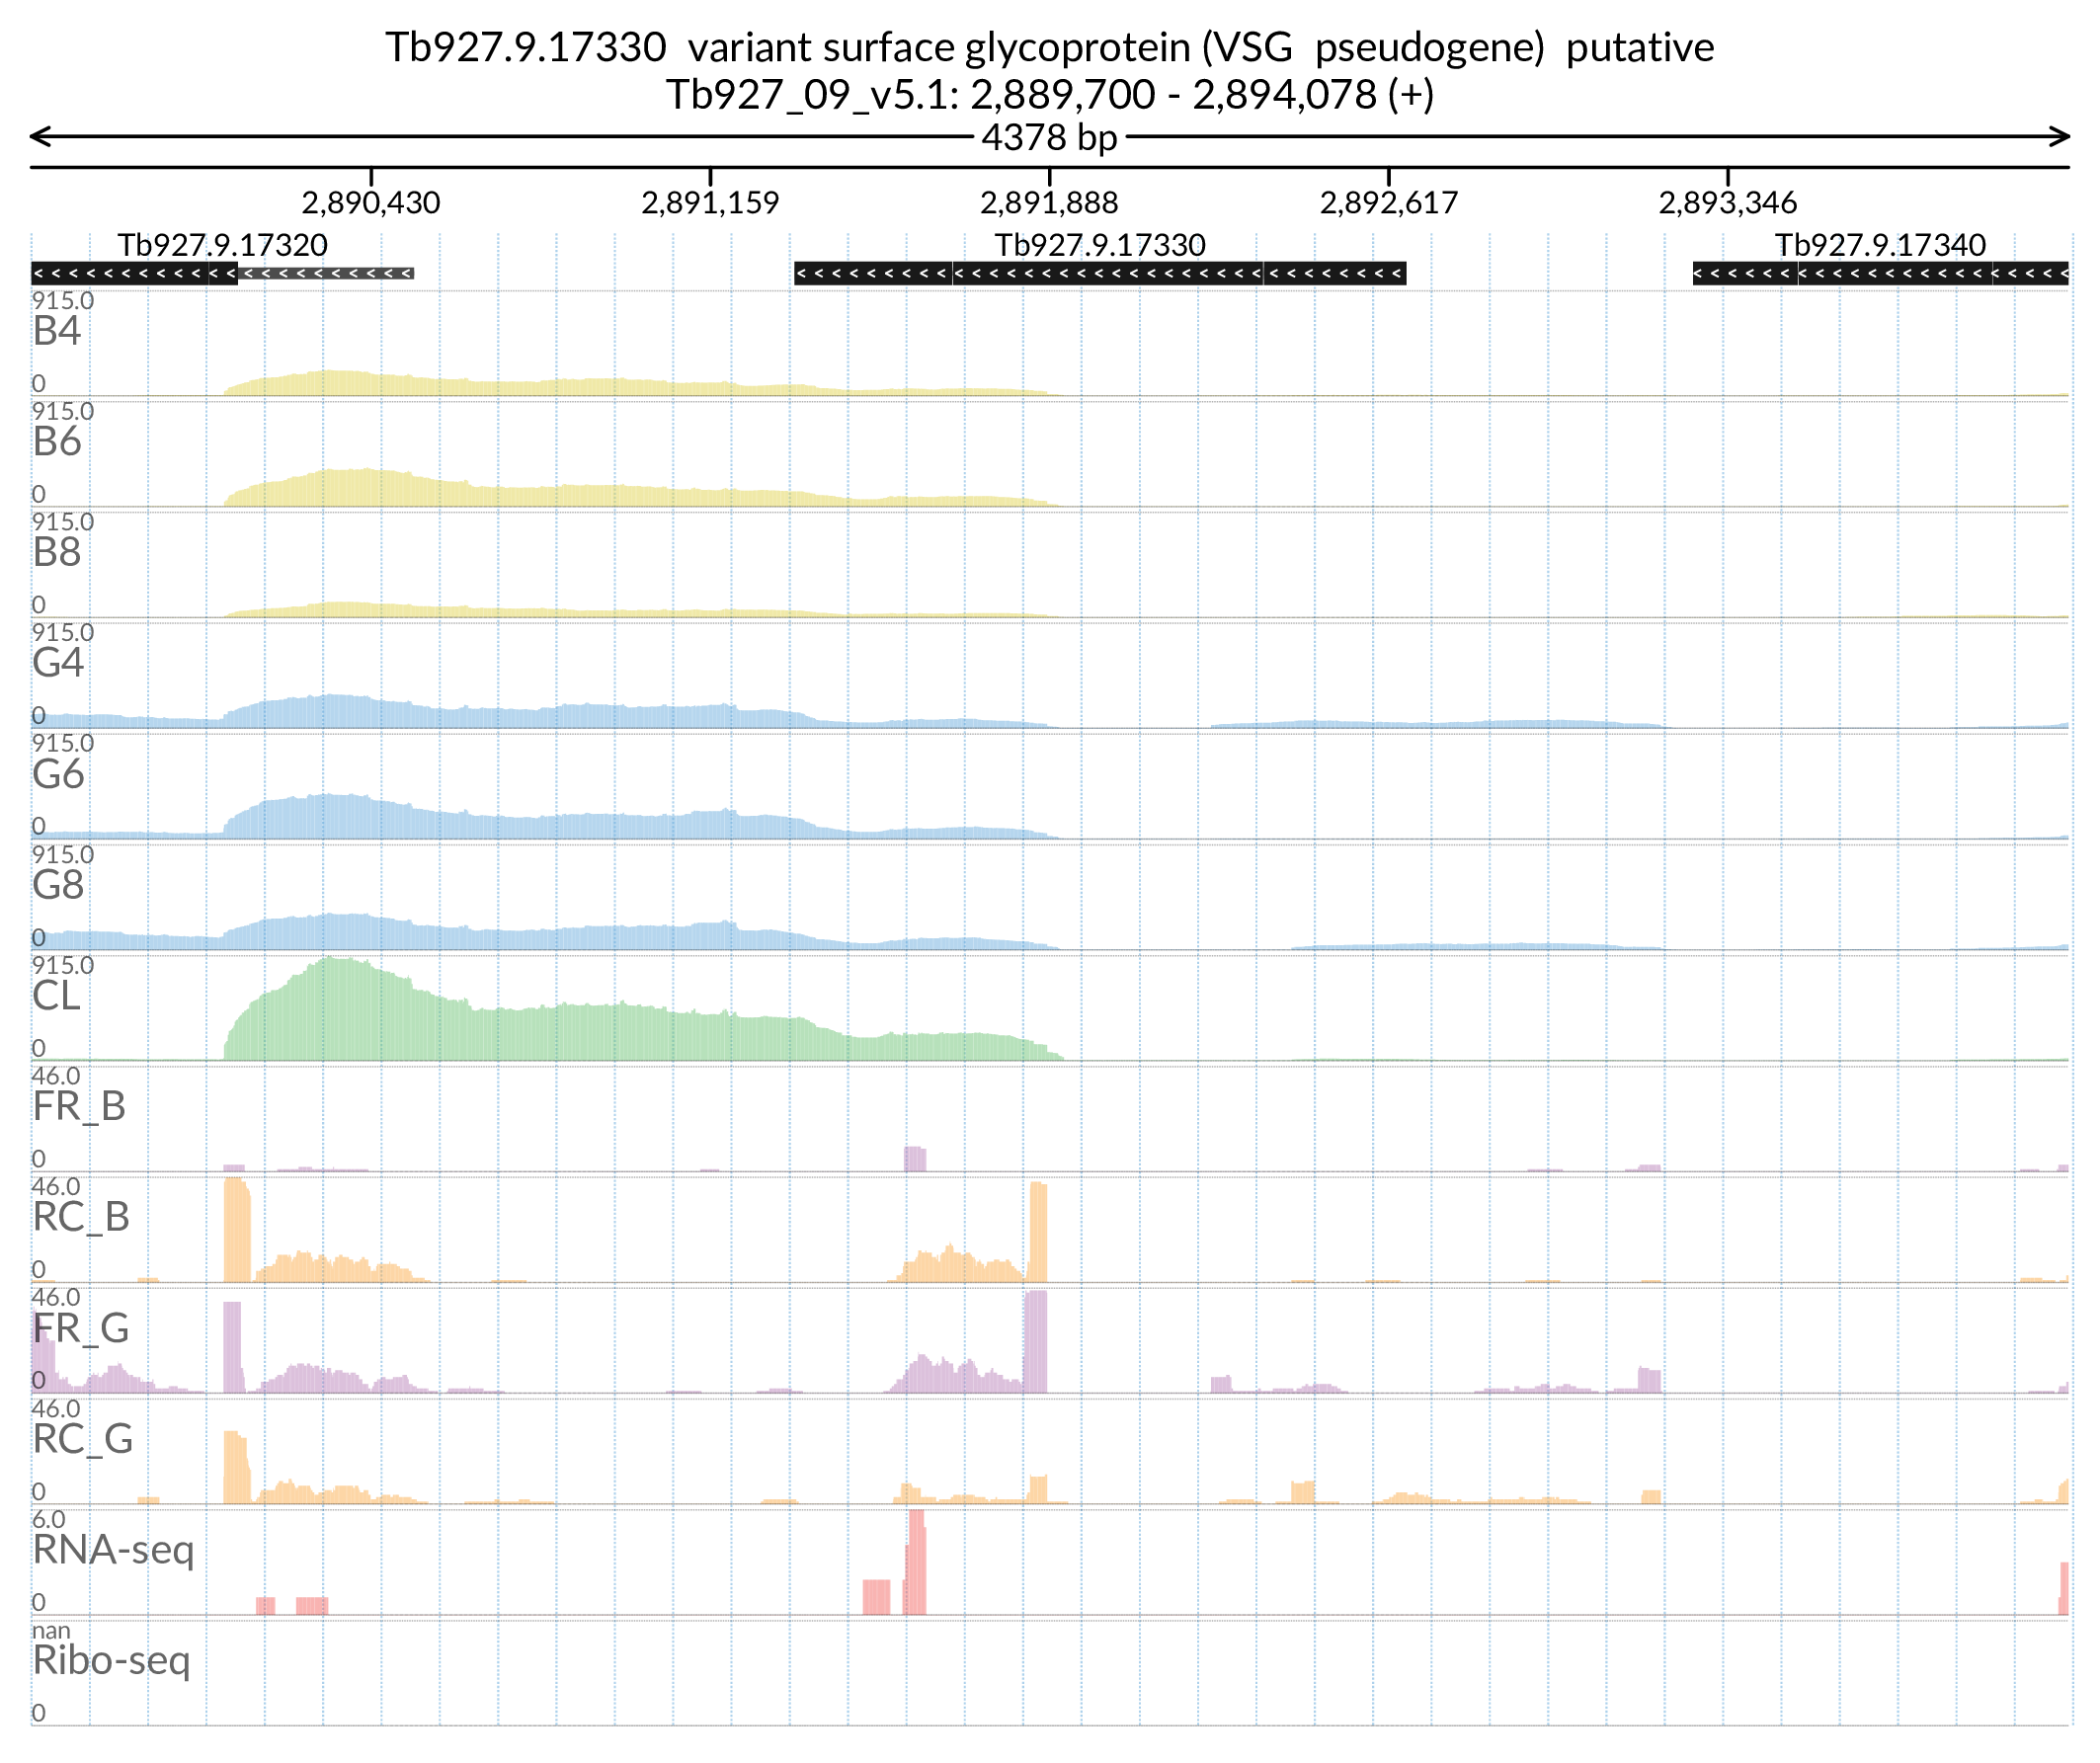 Tb927.9.17330 variant surface glycoprotein (VSG pseudogene) putative
Tb927_09_v5.1: 2,889,700 - 2,894,078 (+)
4378 bp
2,890,430 2,891,159 2,891,888 2,892,617 2,893,346
Tb927.9.17320 Tb927.9.17330 Tb927.9.17340
915.0
B4
0
915.0
B6
0
915.0
B8
0
915.0
G4
0
915.0
G6
0
915.0
G8
0
915.0
CL
0
46.0
FR_B
0
46.0
RC_B
0
46.0
FR_G
0
46.0
RC_G
0
6.0
RNA-seq
0
nan
Ribo-seq
0